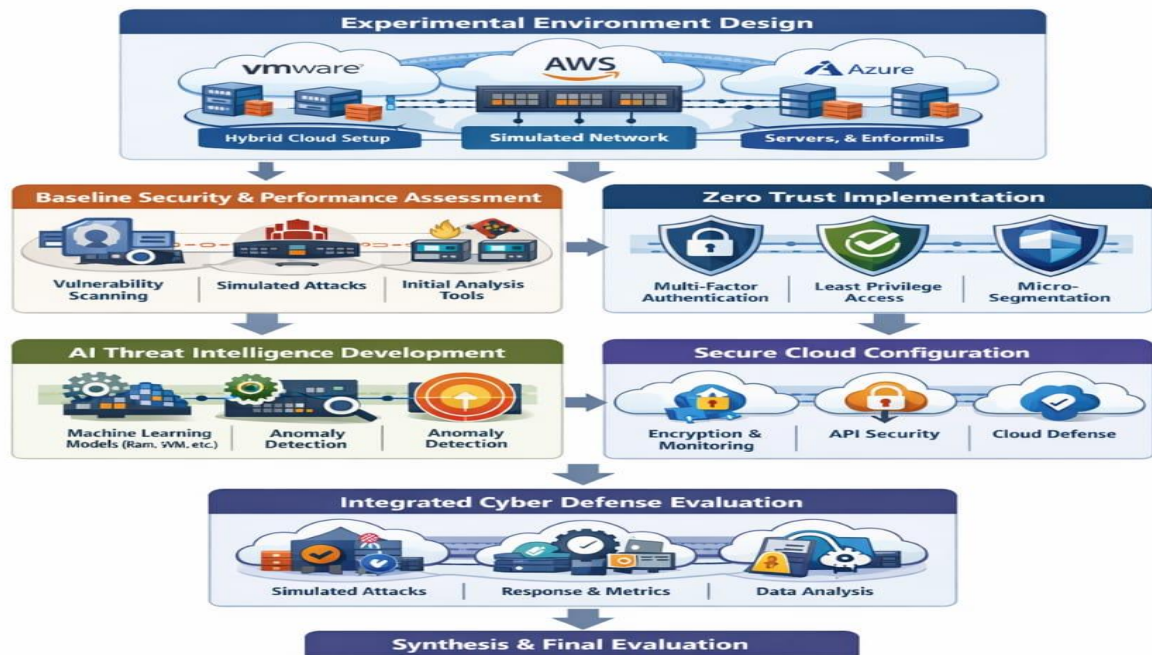 Experimental Environment Design
vmware®
AWS
Azure
Hybrid Cloud Setup
Simulated Network
Servers, & Enformils
Baseline Security & Performance Assessment
Vulnerability
Scanning
Simulated Attacks
Initial Analysis
Tools
Zero Trust Implementation
Multi-Factor
Authentication
Least Privilege
Access
Micro-
Segmentation
AI Threat Intelligence Development
Machine Learning
Models (Ram, VVM, etc.)
Anomaly
Detection
Anomaly
Detection
Secure Cloud Configuration
Encryption &
Monitoring
API Security
Cloud Defense
Integrated Cyber Defense Evaluation
Simulated Attacks
Response & Metrics
Data Analysis
Synthesis & Final Evaluation